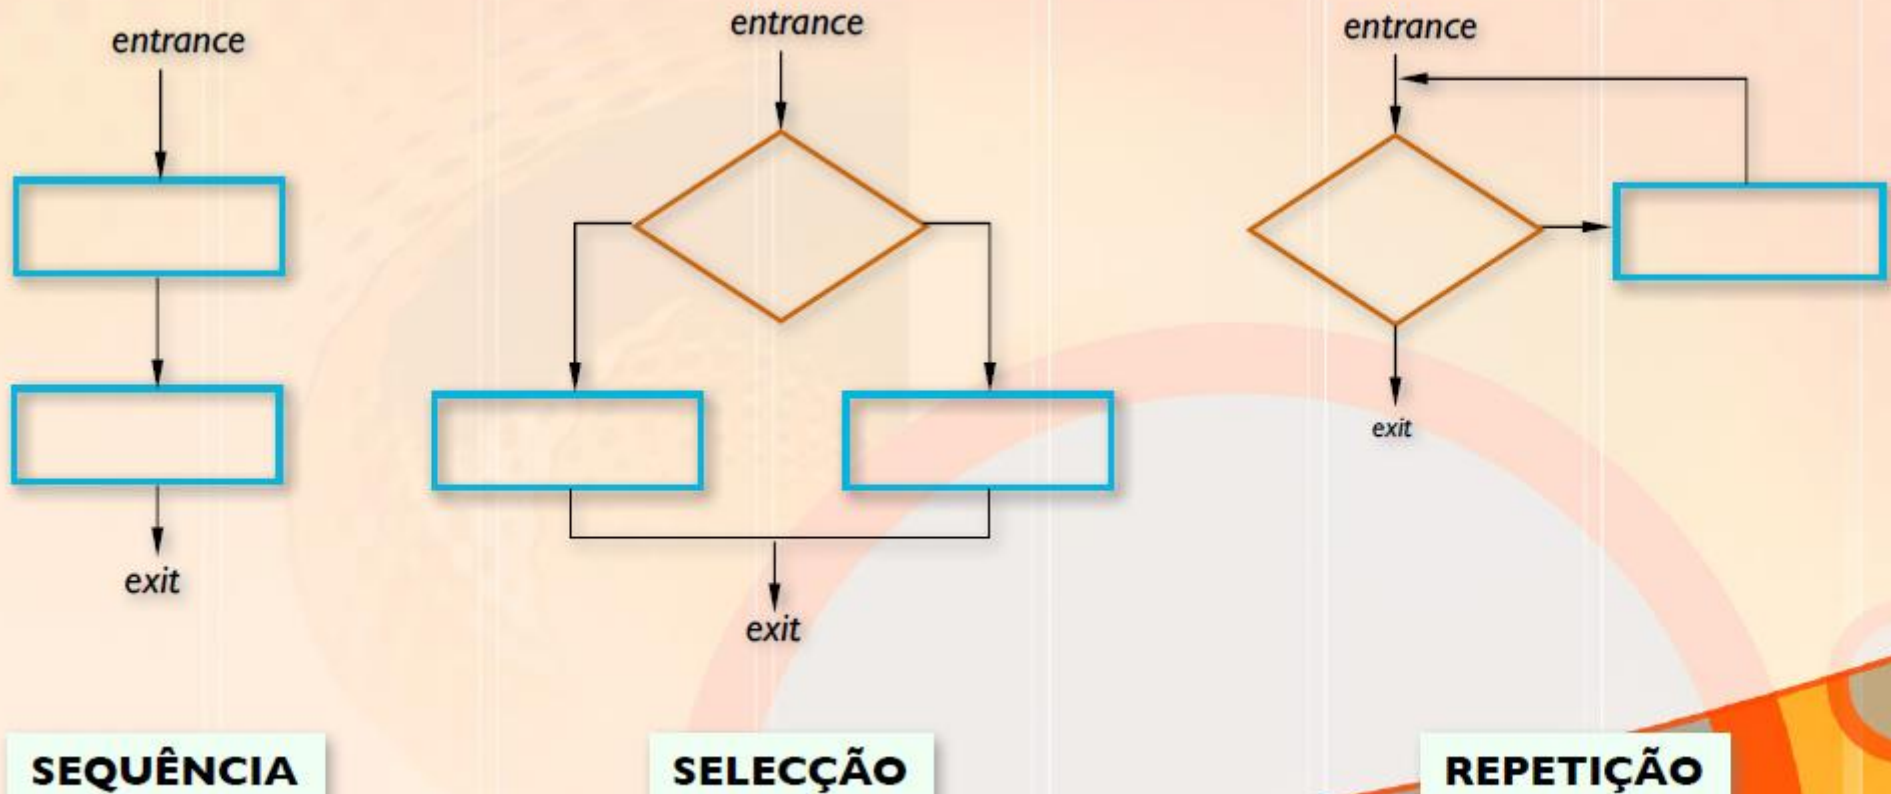 entrance
entrance
entrance
exit
exit
exit
SEQUÊNCIA
SELECÇÃO
REPETIÇÃO